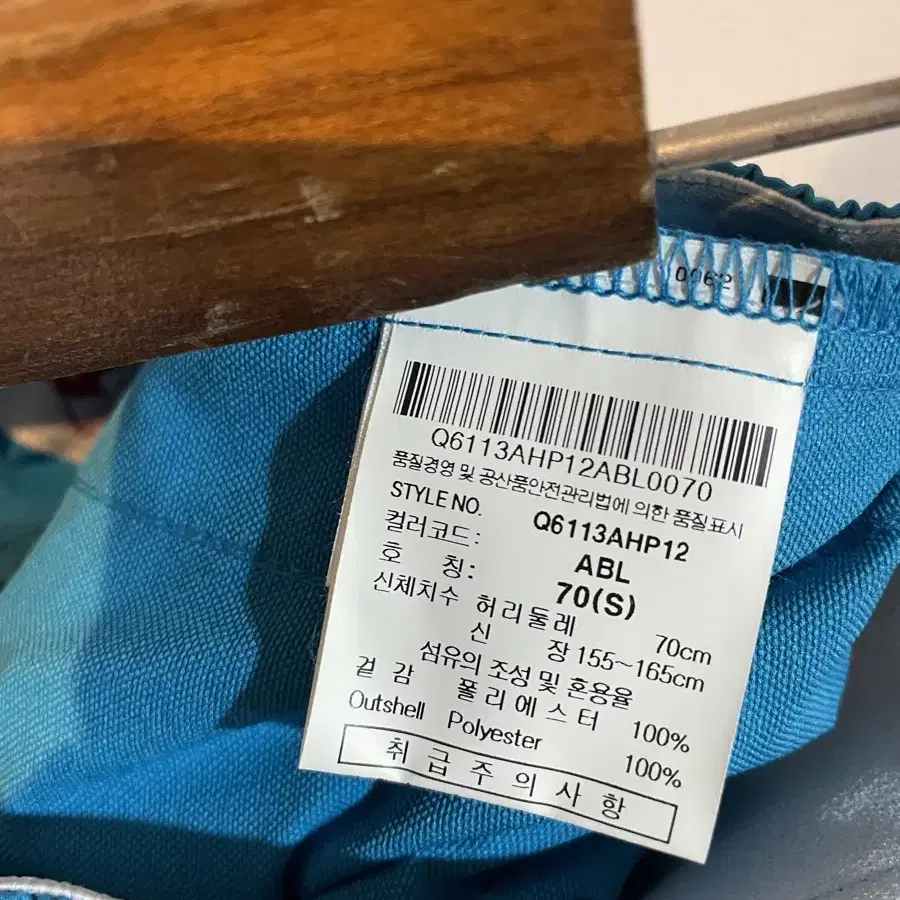 0062
Q6113AHP12ABL0070
품질경영 및 공산품안전관리법에 의한 품질표시
STYLE NO. Q6113AHP12
컬러코드: ABL
호 칭: 70(S)
신체치수 허리둘레 70cm
신 장 155~165cm
섬유의 조성 및 혼용율
겉 감 폴리에스터 100%
Outshell Polyester 100%
취급주의사항